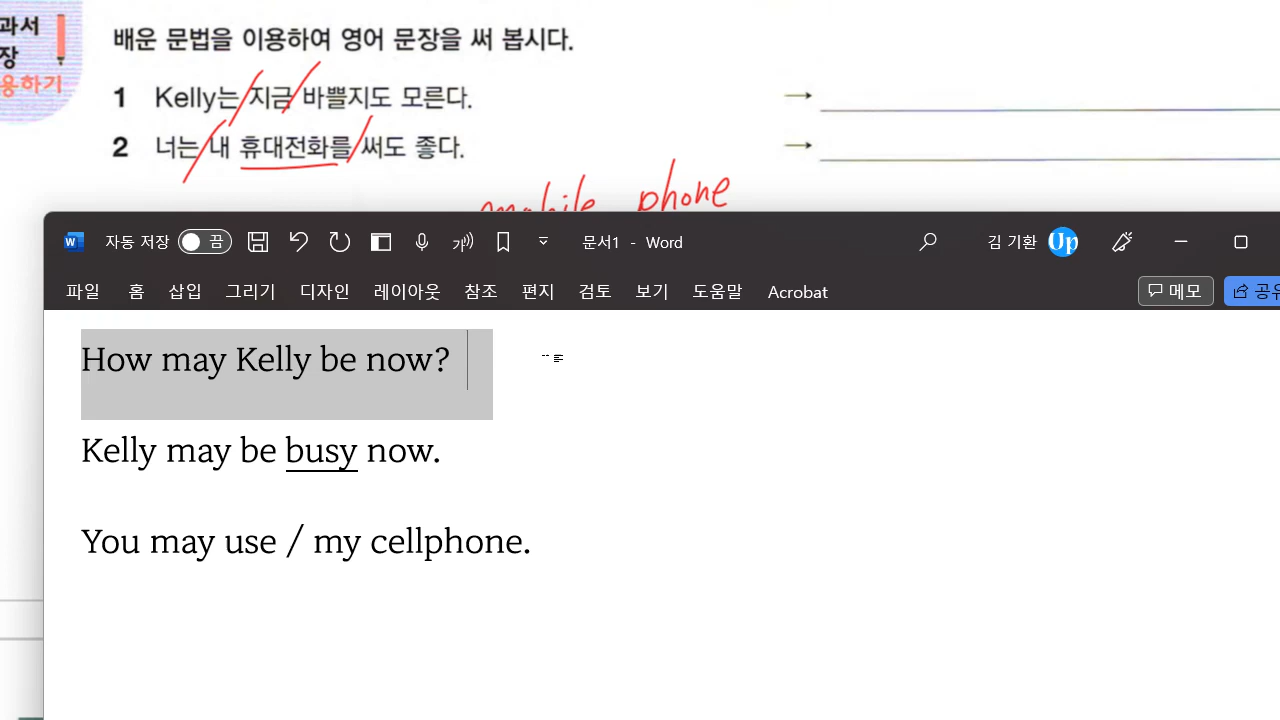 과서
장
용하기
배운 문법을 이용하여 영어 문장을 써 봅시다.
1 Kelly는 지금 바쁠지도 모른다. →
2 너는 내 휴대전화를 써도 좋다. →
mobile phone
자동 저장 끔 가)) 문서1 - Word 김 기환 Up
파일 홈 삽입 그리기 디자인 레이아웃 참조 편지 검토 보기 도움말 Acrobat 메모 공유
How may Kelly be now?
Kelly may be busy now.
You may use / my cellphone.